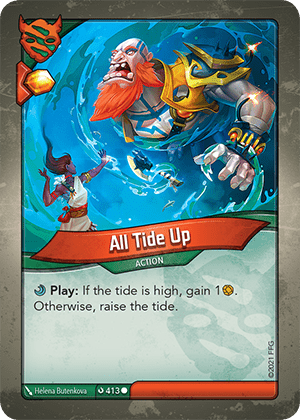 All Tide Up
ACTION
Play: If the tide is high, gain 1.
Otherwise, raise the tide.
©2021 FFG
Helena Butenkova
413